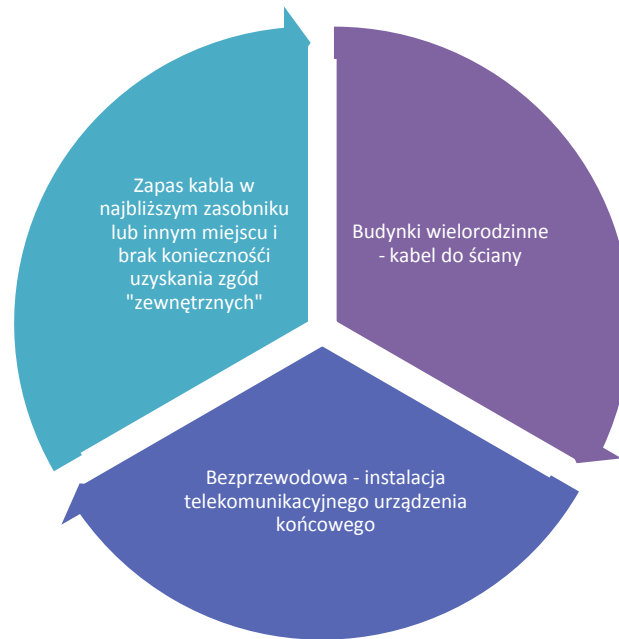 Zapas kabla w
najbliższym zasobniku
lub innym miejscu i
brak koniecznośći
uzyskania zgód
"zewnętrznych"
Budynki wielorodzinne
- kabel do ściany
Bezprzewodowa - instalacja
telekomunikacyjnego urządzenia
końcowego